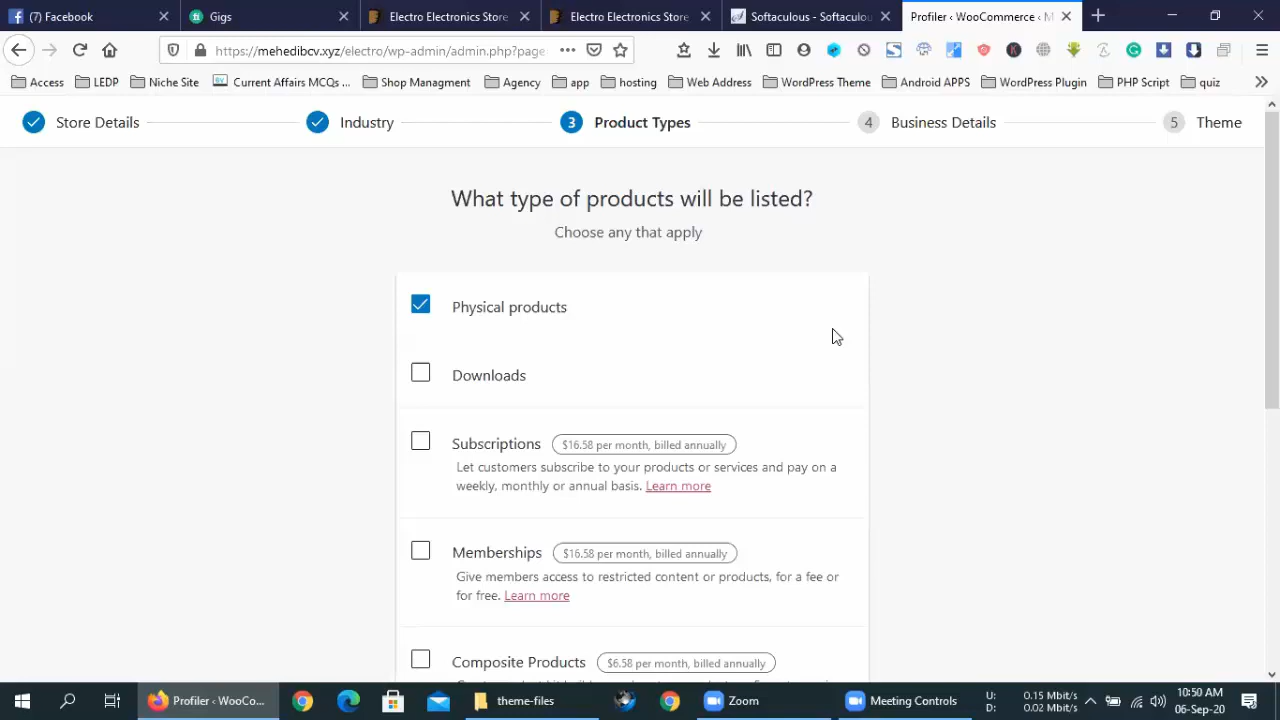 (7) Facebook
Gigs
Electro Electronics Store
Electro Electronics Store
Softaculous - Softaculou
Profiler ‹ WooCommerce ‹ M
https://mehedibcv.xyz/electro/wp-admin/admin.php?page
Access
LEDP
Niche Site
Current Affairs MCQs ...
Shop Managment
Agency
app
hosting
Web Address
WordPress Theme
Android APPS
WordPress Plugin
PHP Script
quiz
Store Details
Industry
3 Product Types
4 Business Details
5 Theme
What type of products will be listed?
Choose any that apply
Physical products
Downloads
Subscriptions $16.58 per month, billed annually
Let customers subscribe to your products or services and pay on a
weekly, monthly or annual basis. Learn more
Memberships $16.58 per month, billed annually
Give members access to restricted content or products, for a fee or
for free. Learn more
Composite Products $6.58 per month, billed annually
Profiler ‹ WooCo...
theme-files
Zoom
Meeting Controls
U: 0.15 Mbit/s
D: 0.02 Mbit/s
10:50 AM
06-Sep-20